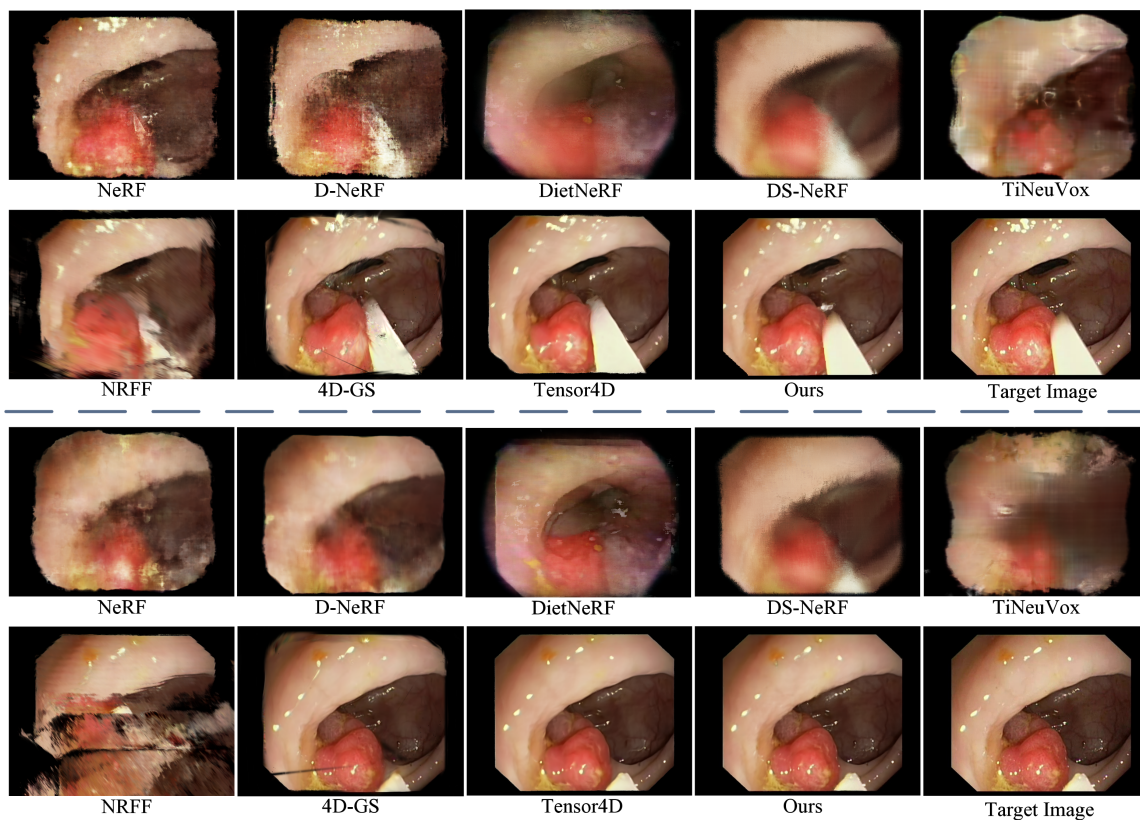 NeRF D-NeRF DietNeRF DS-NeRF TiNeuVox
NRFF 4D-GS Tensor4D Ours Target Image
NeRF D-NeRF DietNeRF DS-NeRF TiNeuVox
NRFF 4D-GS Tensor4D Ours Target Image